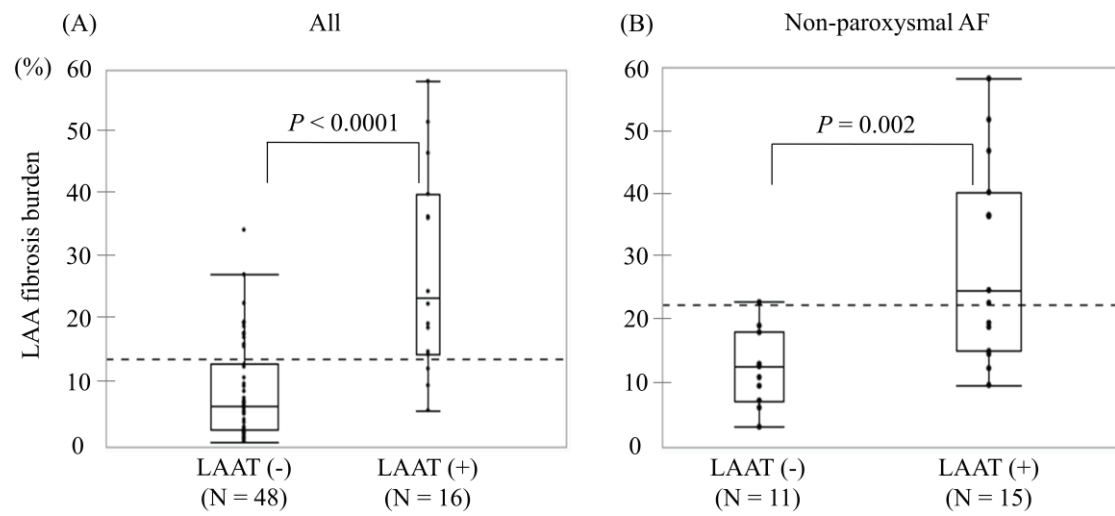 (A) All
(%)
60
50
40
30
20
10
0
LAA fibrosis burden
P < 0.0001
LAAT (-) LAAT (+)
(N = 48) (N = 16)
(B) Non-paroxysmal AF
60
50
40
30
20
10
0
P = 0.002
LAAT (-) LAAT (+)
(N = 11) (N = 15)